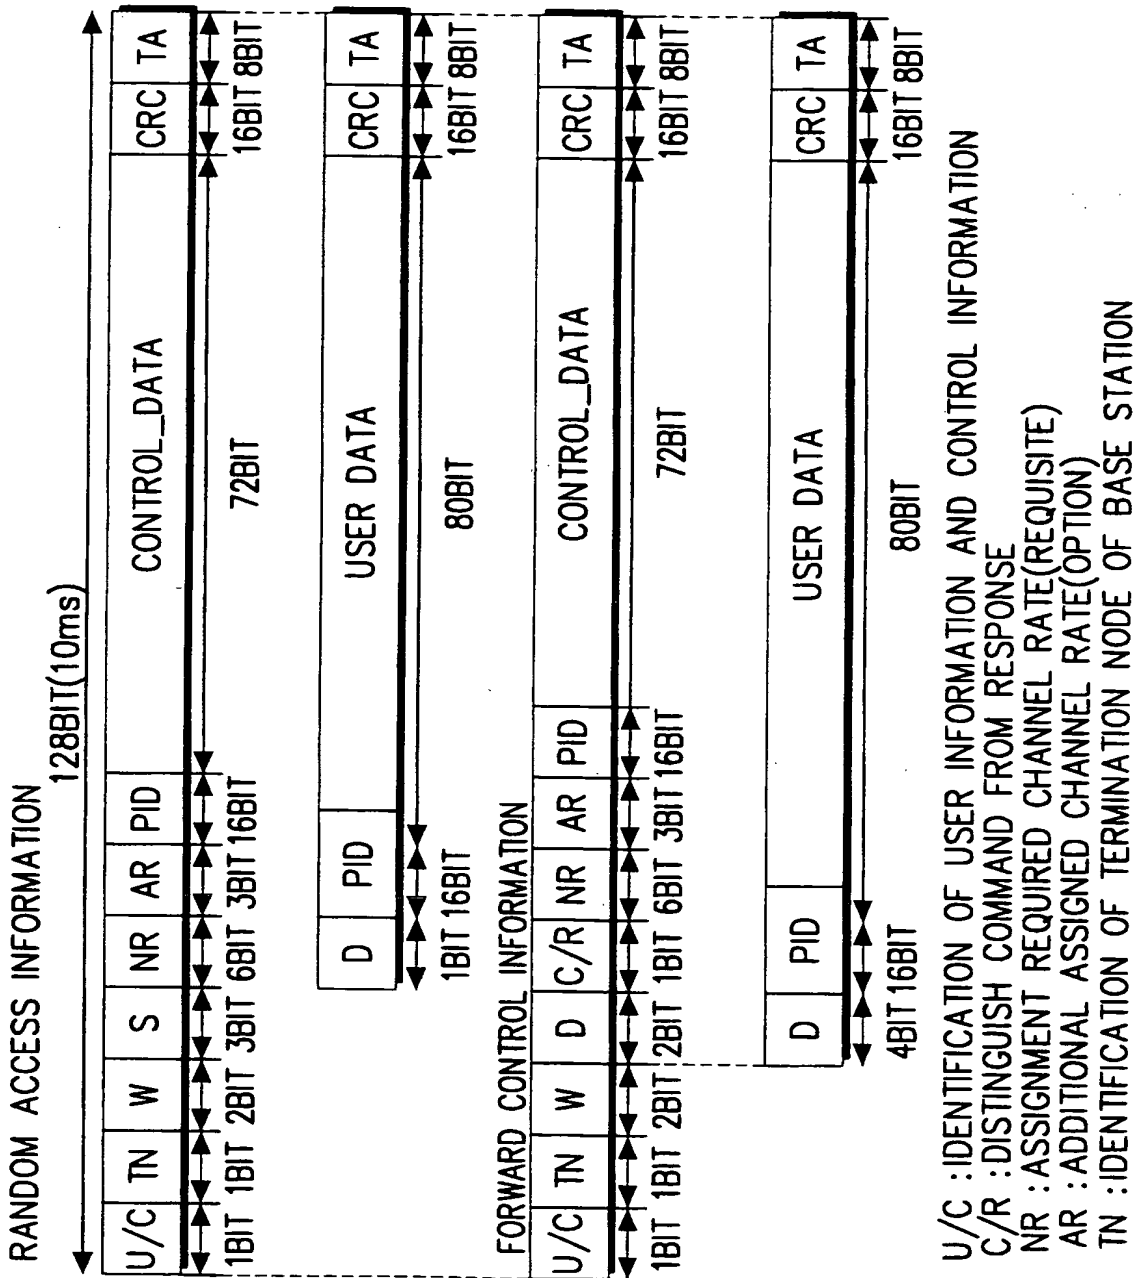 RANDOM ACCESS INFORMATION
128BIT(10ms)
U/C TN W S NR AR PID CONTROL_DATA CRC TA
1BIT 1BIT 2BIT 3BIT 6BIT 3BIT 16BIT 72BIT 16BIT 8BIT
D PID USER DATA CRC TA
1BIT 16BIT 80BIT 16BIT 8BIT
FORWARD CONTROL INFORMATION
U/C TN W D C/R NR AR PID CONTROL_DATA CRC TA
1BIT 1BIT 2BIT 2BIT 1BIT 6BIT 3BIT 16BIT 72BIT 16BIT 8BIT
D PID USER DATA CRC TA
4BIT 16BIT 80BIT 16BIT 8BIT
U/C :IDENTIFICATION OF USER INFORMATION AND CONTROL INFORMATION
C/R :DISTINGUISH COMMAND FROM RESPONSE
NR :ASSIGNMENT REQUIRED CHANNEL RATE(REQUISITE)
AR :ADDITIONAL ASSIGNED CHANNEL RATE(OPTION)
TN :IDENTIFICATION OF TERMINATION NODE OF BASE STATION